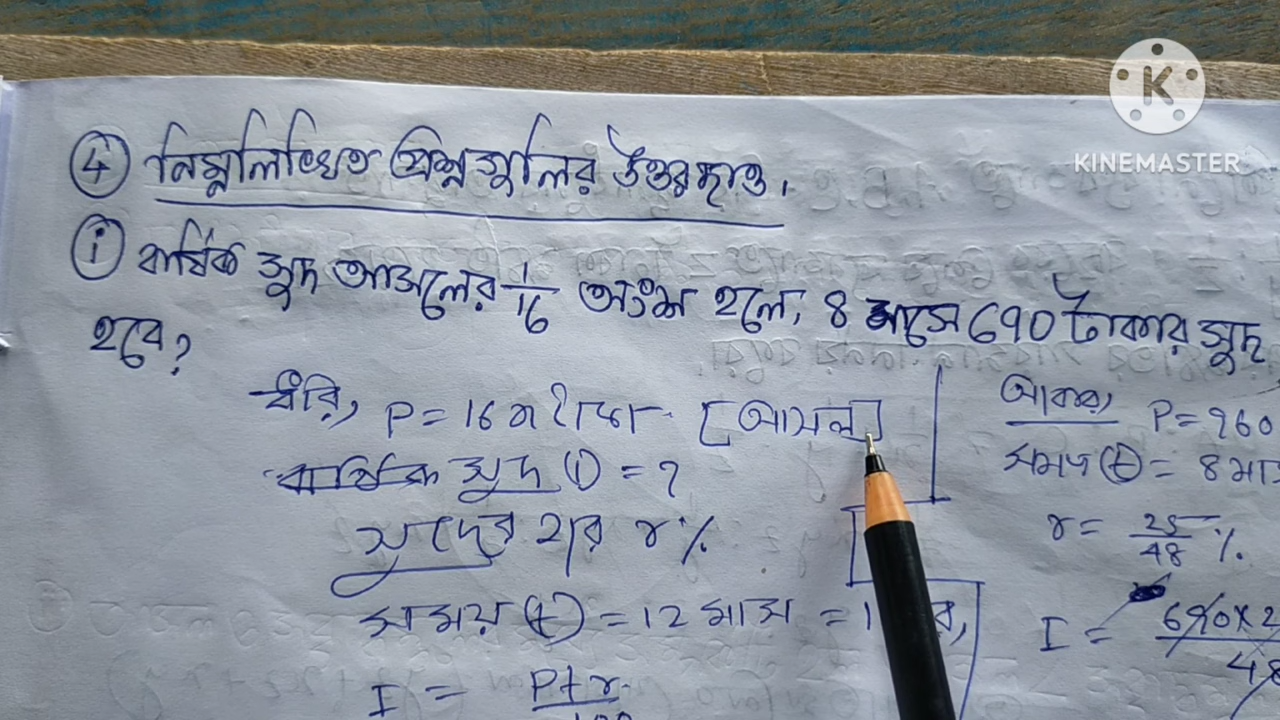 KINEMASTER
④ নিম্নলিখিত প্রশ্নগুলির উত্তর দাও।
ⓘ বার্ষিক সুদ আসলের 1/16 অংশ হলে, 8 মাসে 690 টাকার সুদ
হবে?
ধরি, P = 16 [আসল]
বার্ষিক সুদ (I) = ?
সুদের হার r%
সময় (t) = 12 মাস = 1
I = Ptr
আবার, P = 960
সময় (t) = 8 মা
r = 25/48 %
I = 690×2
48